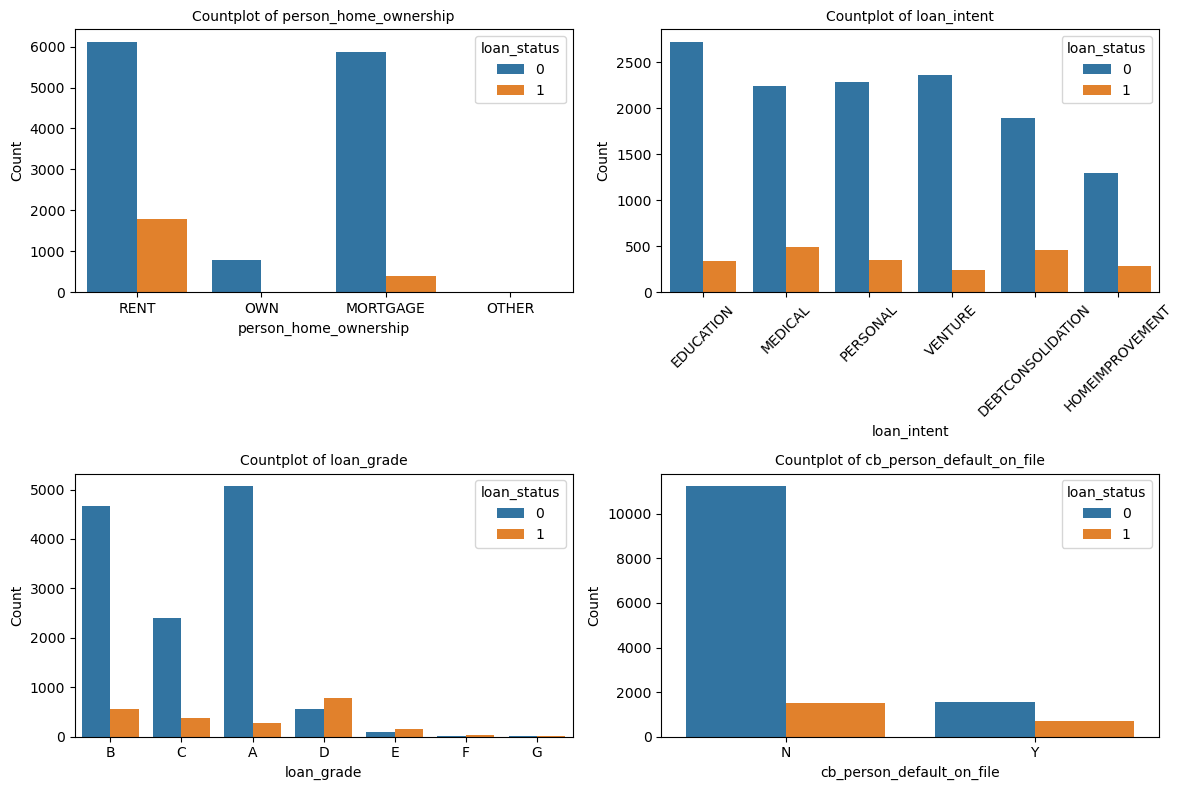 Countplot of person_home_ownership
6000
5000
4000
3000
2000
1000
0
Count
loan_status
0
1
RENT OWN MORTGAGE OTHER
person_home_ownership
Countplot of loan_intent
2500
2000
1500
1000
500
0
Count
loan_status
0
1
EDUCATION
MEDICAL
PERSONAL
VENTURE
DEBTCONSOLIDATION
HOMEIMPROVEMENT
loan_intent
Countplot of loan_grade
5000
4000
3000
2000
1000
0
Count
loan_status
0
1
B C A D E F G
loan_grade
Countplot of cb_person_default_on_file
10000
8000
6000
4000
2000
0
Count
loan_status
0
1
N Y
cb_person_default_on_file